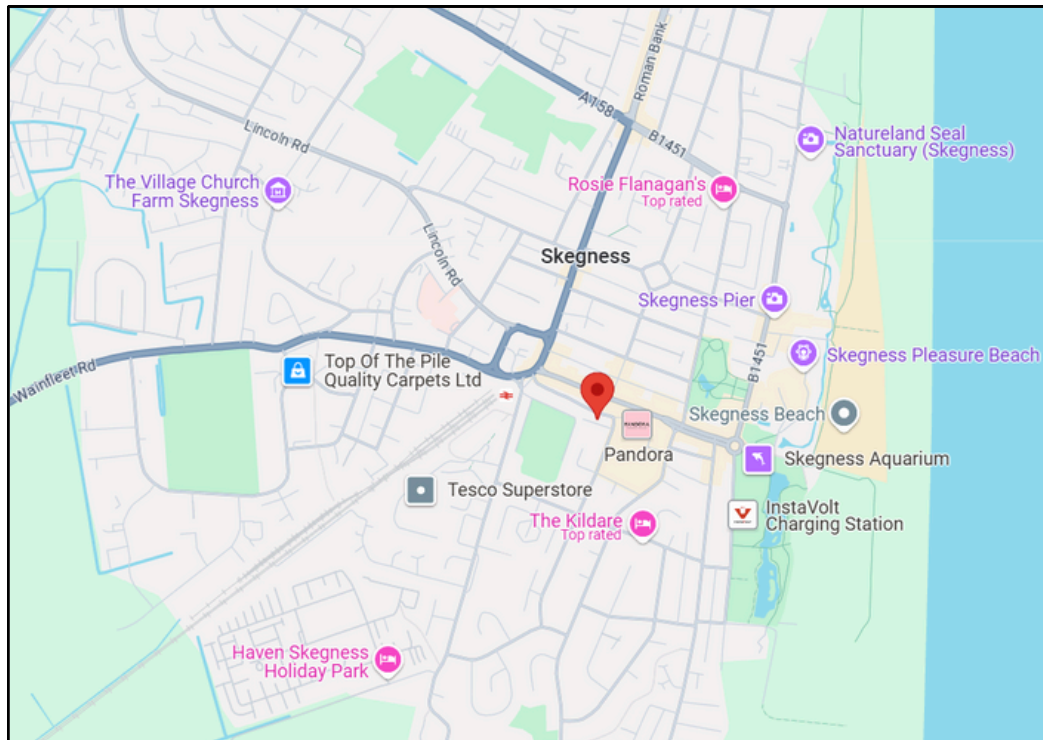 Roman Bank
A158
B1451
Lincoln Rd
Natureland Seal
Sanctuary (Skegness)
The Village Church
Farm Skegness
Rosie Flanagan's
Top rated
Lincoln Rd
Skegness
Skegness Pier
B1451
Skegness Pleasure Beach
Wainfleet Rd
Top Of The Pile
Quality Carpets Ltd
Skegness Beach
PANDORA
Pandora
Skegness Aquarium
Tesco Superstore
InstaVolt
Charging Station
The Kildare
Top rated
Haven Skegness
Holiday Park